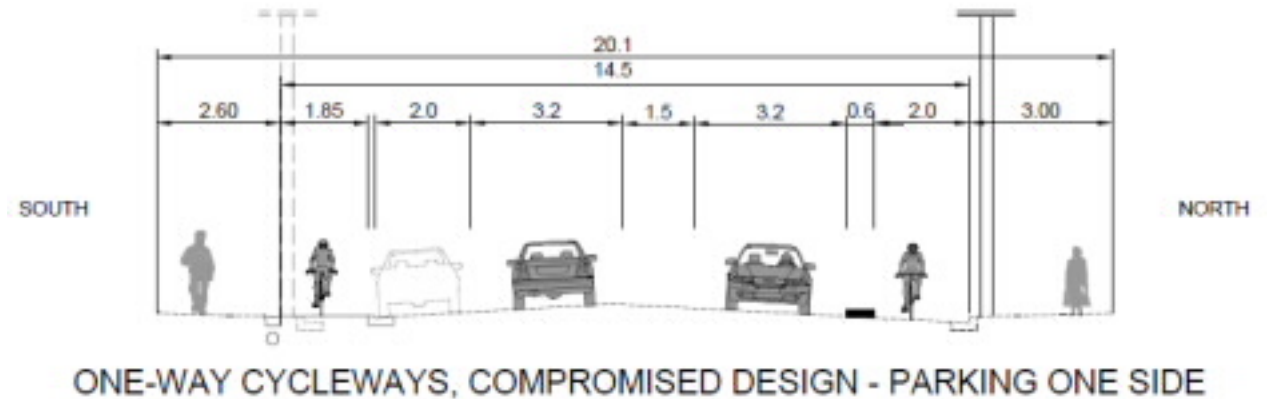 20.1
14.5
2.60 1.85 2.0 3.2 1.5 3.2 0.6 2.0 3.00
SOUTH NORTH
ONE-WAY CYCLEWAYS, COMPROMISED DESIGN - PARKING ONE SIDE